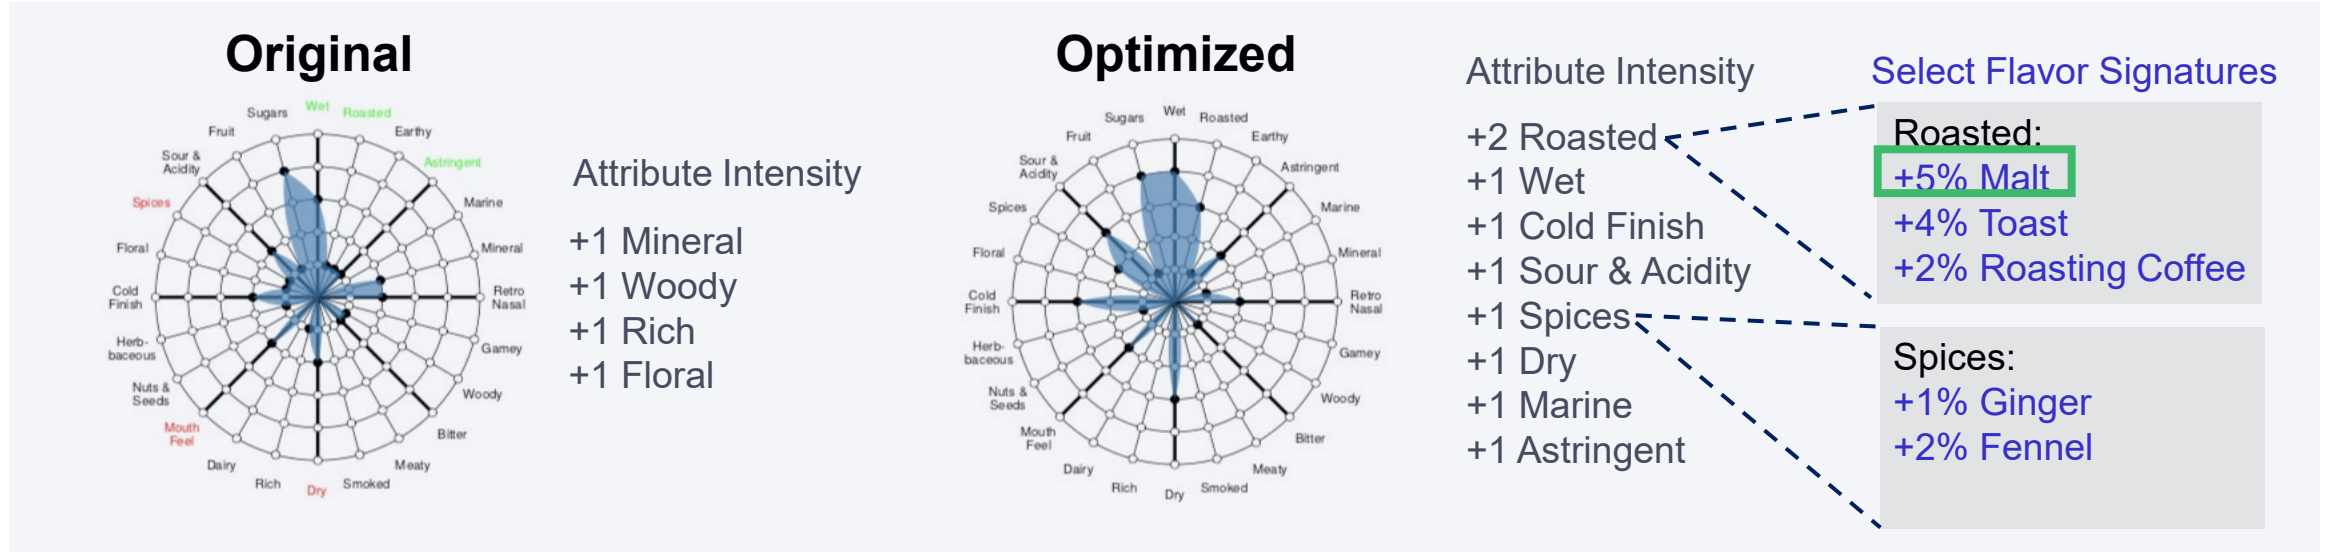 Original
Wet
Sugars
Roasted
Fruit
Earthy
Sour &
Acidity
Astringent
Spices
Marine
Floral
Mineral
Cold
Finish
Retro
Nasal
Herb-
baceous
Gamey
Nuts &
Seeds
Woody
Mouth
Feel
Bitter
Dairy
Meaty
Rich
Smoked
Dry
Attribute Intensity
+1 Mineral
+1 Woody
+1 Rich
+1 Floral
Optimized
Wet
Sugars
Roasted
Fruit
Earthy
Sour &
Acidity
Astringent
Spices
Marine
Floral
Mineral
Cold
Finish
Retro
Nasal
Herb-
baceous
Gamey
Nuts &
Seeds
Woody
Mouth
Feel
Bitter
Dairy
Meaty
Rich
Smoked
Dry
Attribute Intensity
+2 Roasted
+1 Wet
+1 Cold Finish
+1 Sour & Acidity
+1 Spices
+1 Dry
+1 Marine
+1 Astringent
Select Flavor Signatures
Roasted:
+5% Malt
+4% Toast
+2% Roasting Coffee
Spices:
+1% Ginger
+2% Fennel